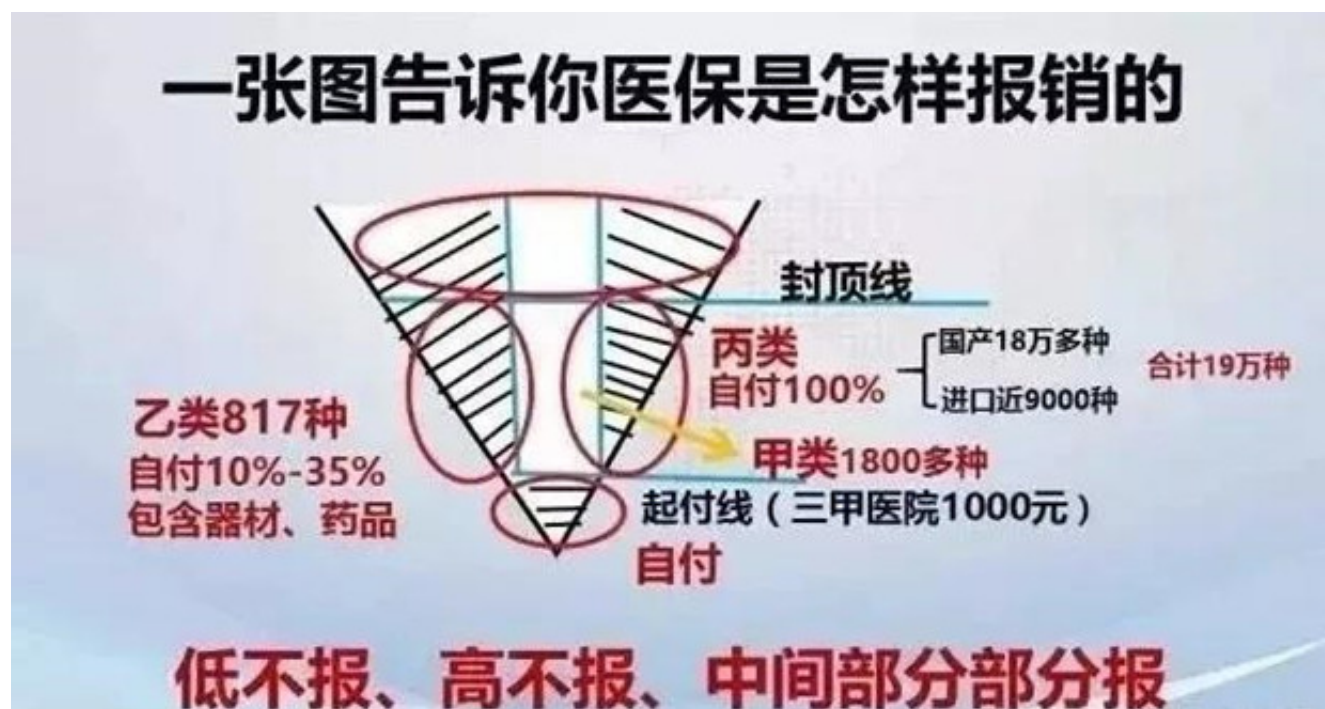 一张图告诉你医保是怎样报销的
封顶线
丙类
自付100%
国产18万多种
进口近9000种
合计19万种
乙类817种
自付10%-35%
包含器材、药品
甲类1800多种
起付线（三甲医院1000元）
自付
低不报、高不报、中间部分部分报